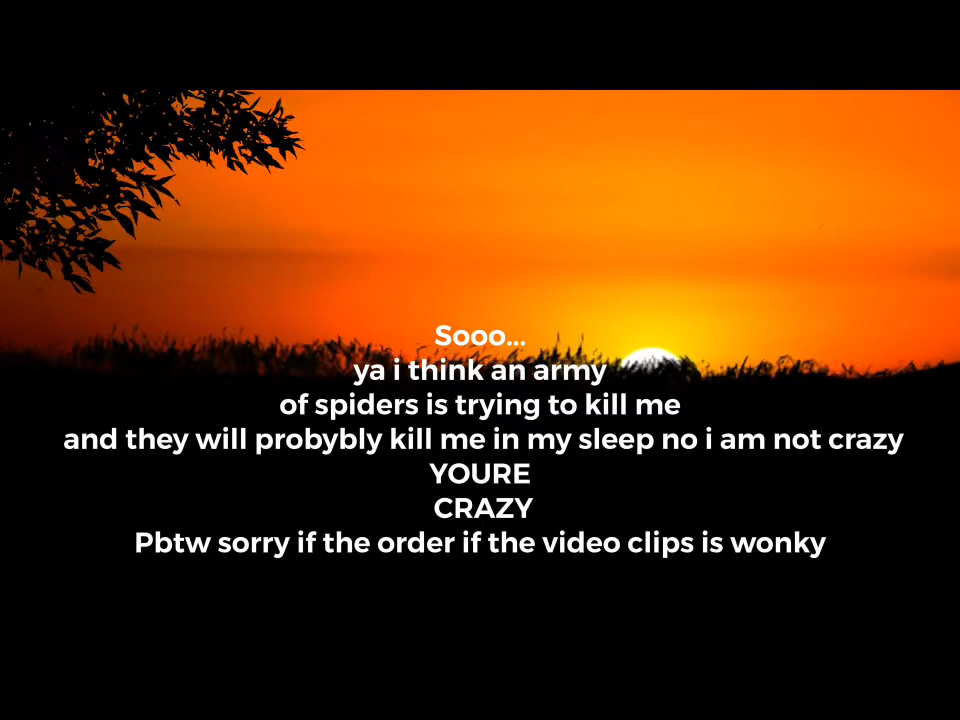 Sooo...
ya i think an army
of spiders is trying to kill me
and they will probybly kill me in my sleep no i am not crazy
YOURE
CRAZY
Pbtw sorry if the order if the video clips is wonky